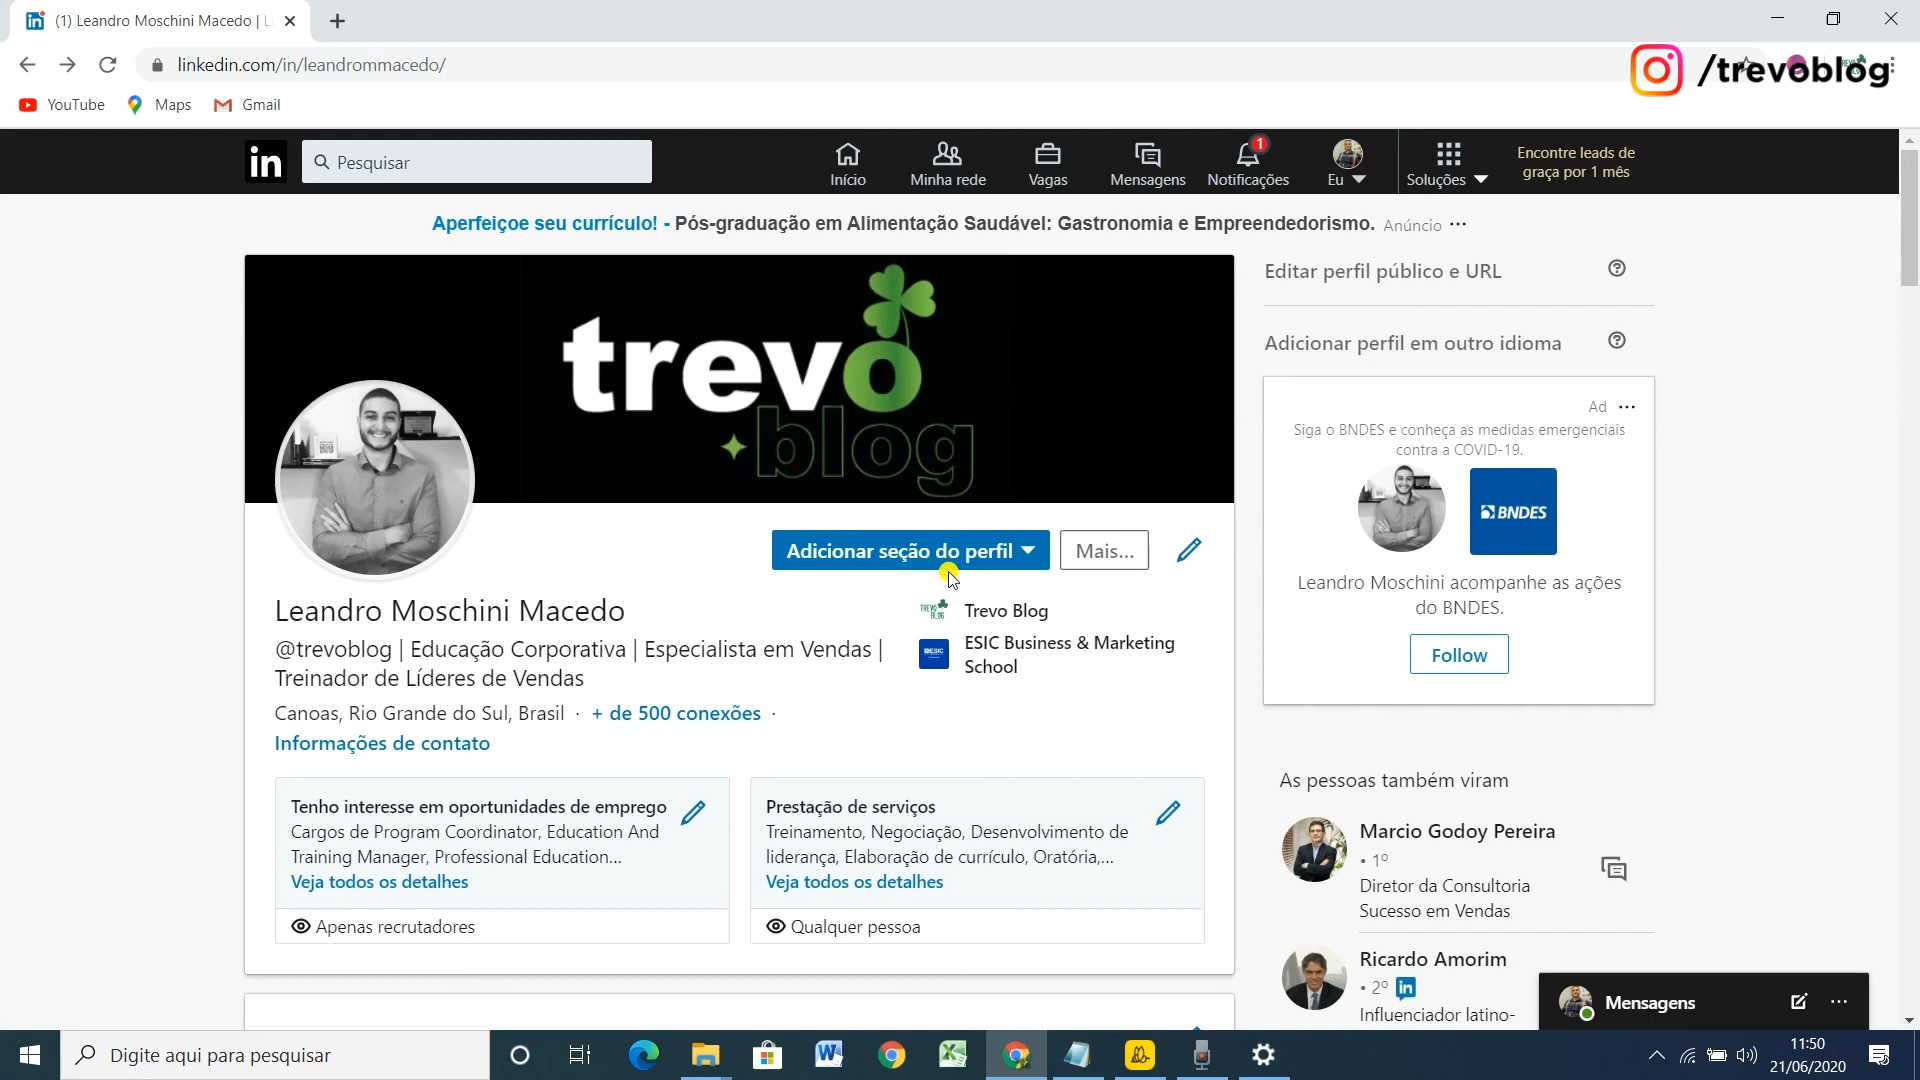 (1) Leandro Moschini Macedo | L
linkedin.com/in/leandrommacedo/
/trevoblog
YouTube
Maps
Gmail
in
Pesquisar
Início
Minha rede
Vagas
Mensagens
1
Notificações
Eu
Soluções
Encontre leads de
graça por 1 mês
Aperfeiçoe seu currículo! - Pós-graduação em Alimentação Saudável: Gastronomia e Empreendedorismo. Anúncio ...
trevo
blog
Adicionar seção do perfil
Mais...
Leandro Moschini Macedo
@trevoblog | Educação Corporativa | Especialista em Vendas |
Treinador de Líderes de Vendas
Canoas, Rio Grande do Sul, Brasil · + de 500 conexões ·
Informações de contato
TREVO
BLOG
Trevo Blog
ESIC
ESIC Business & Marketing
School
Tenho interesse em oportunidades de emprego
Cargos de Program Coordinator, Education And
Training Manager, Professional Education...
Veja todos os detalhes
Apenas recrutadores
Prestação de serviços
Treinamento, Negociação, Desenvolvimento de
liderança, Elaboração de currículo, Oratória,...
Veja todos os detalhes
Qualquer pessoa
Editar perfil público e URL
Adicionar perfil em outro idioma
Ad ...
Siga o BNDES e conheça as medidas emergenciais
contra a COVID-19.
BNDES
Leandro Moschini acompanhe as ações
do BNDES.
Follow
As pessoas também viram
Marcio Godoy Pereira
• 1º
Diretor da Consultoria
Sucesso em Vendas
Ricardo Amorim
• 2º in
Influenciador latino-
Mensagens
Digite aqui para pesquisar
11:50
21/06/2020